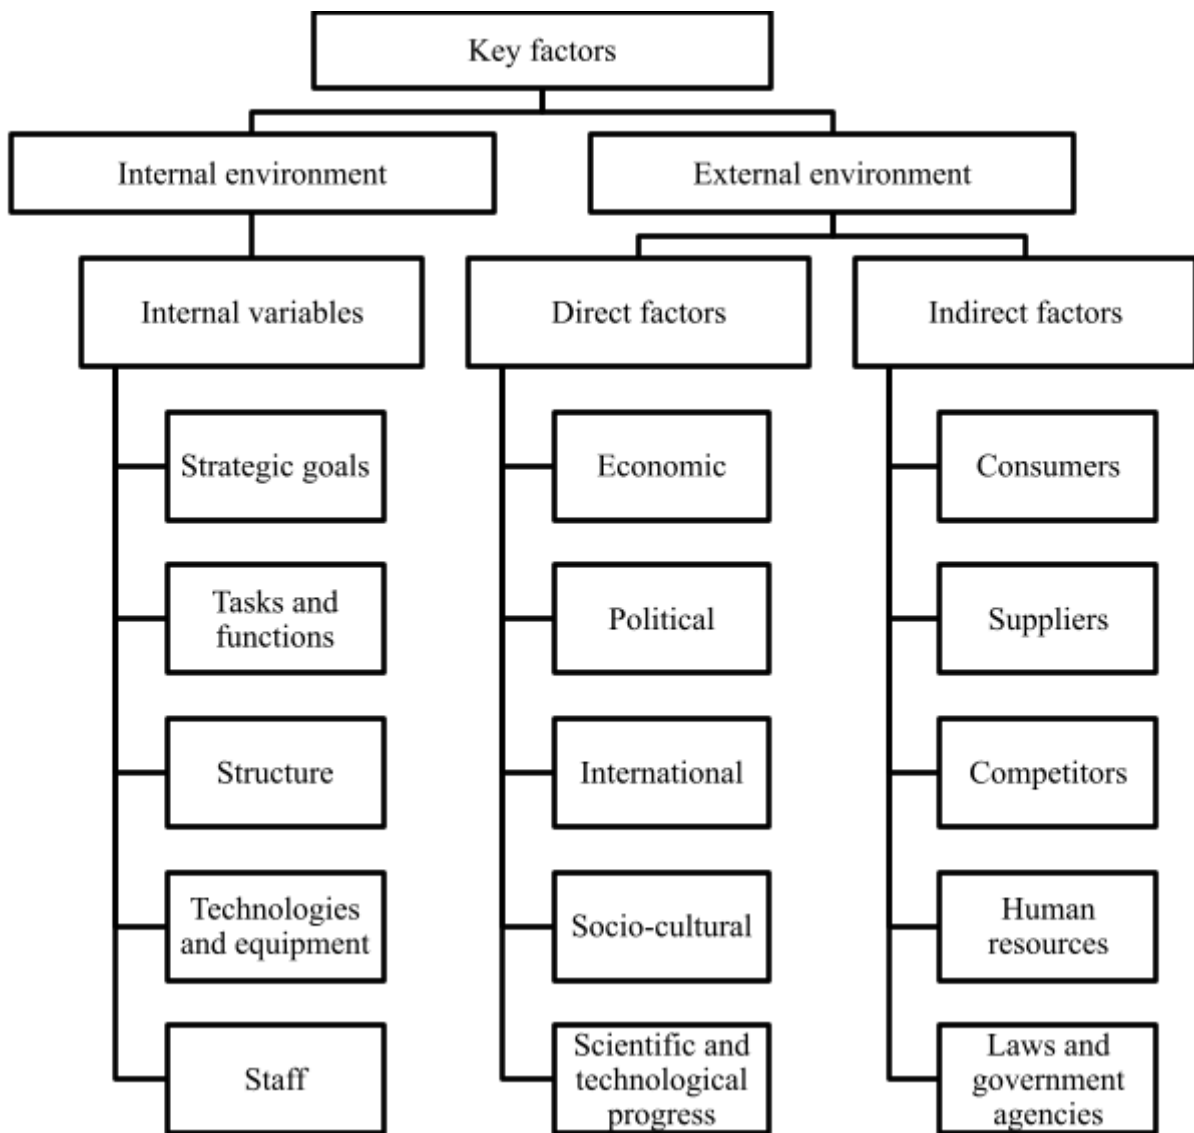 Key factors
Internal environment
External environment
Internal variables
Direct factors
Indirect factors
Strategic goals
Economic
Consumers
Tasks and
functions
Political
Suppliers
Structure
International
Competitors
Technologies
and equipment
Socio-cultural
Human
resources
Staff
Scientific and
technological
progress
Laws and
government
agencies